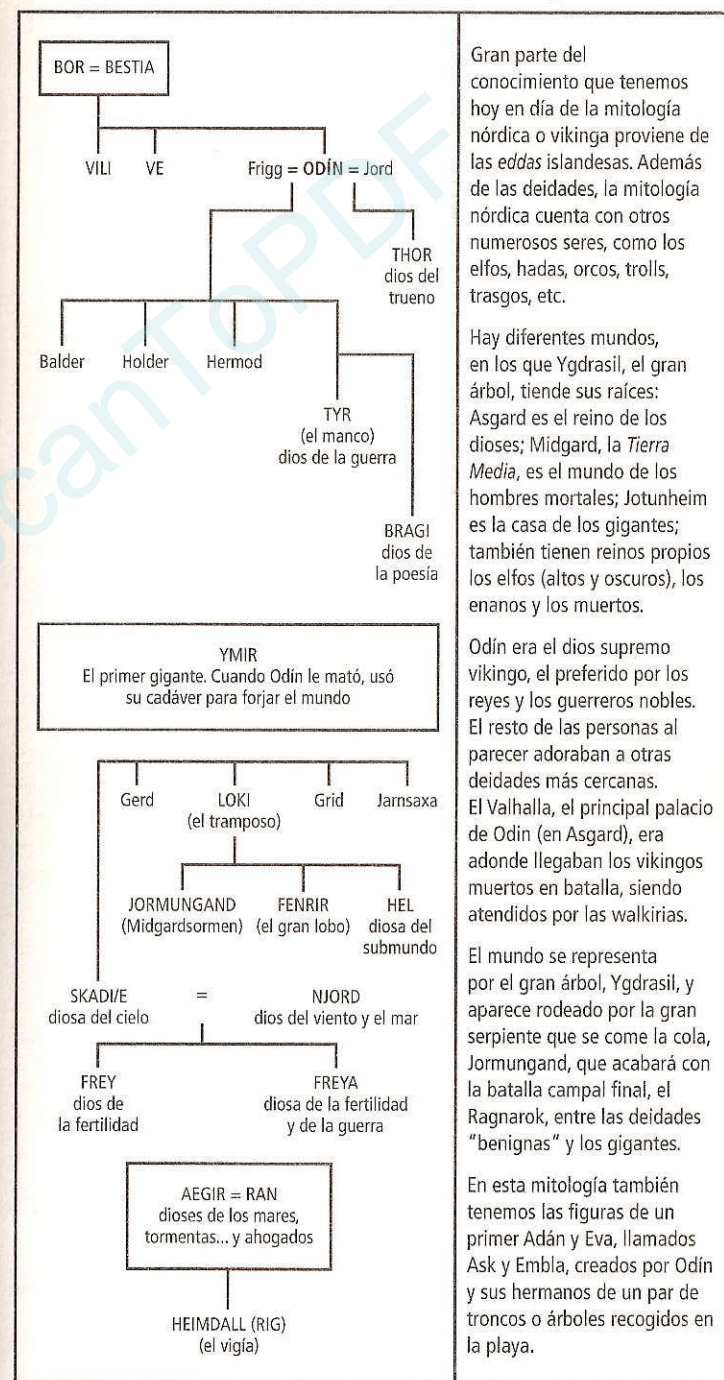 BOR = BESTIA
VILI VE Frigg = ODÍN = Jord
THOR
dios del
trueno
Balder Holder Hermod
TYR
(el manco)
dios de la guerra
BRAGI
dios de
la poesía
YMIR
El primer gigante. Cuando Odín le mató, usó
su cadáver para forjar el mundo
Gerd LOKI Grid Jarnsaxa
(el tramposo)
JORMUNGAND FENRIR HEL
(Midgardsormen) (el gran lobo) diosa del
submundo
SKADI/E = NJORD
diosa del cielo dios del viento y el mar
FREY FREYA
dios de diosa de la fertilidad
la fertilidad y de la guerra
AEGIR = RAN
dioses de los mares,
tormentas... y ahogados
HEIMDALL (RIG)
(el vigía)
Gran parte del
conocimiento que tenemos
hoy en día de la mitología
nórdica o vikinga proviene de
las eddas islandesas. Además
de las deidades, la mitología
nórdica cuenta con otros
numerosos seres, como los
elfos, hadas, orcos, trolls,
trasgos, etc.
Hay diferentes mundos,
en los que Ygdrasil, el gran
árbol, tiende sus raíces:
Asgard es el reino de los
dioses; Midgard, la Tierra
Media, es el mundo de los
hombres mortales; Jotunheim
es la casa de los gigantes;
también tienen reinos propios
los elfos (altos y oscuros), los
enanos y los muertos.
Odín era el dios supremo
vikingo, el preferido por los
reyes y los guerreros nobles.
El resto de las personas al
parecer adoraban a otras
deidades más cercanas.
El Valhalla, el principal palacio
de Odin (en Asgard), era
adonde llegaban los vikingos
muertos en batalla, siendo
atendidos por las walkirias.
El mundo se representa
por el gran árbol, Ygdrasil, y
aparece rodeado por la gran
serpiente que se come la cola,
Jormungand, que acabará con
la batalla campal final, el
Ragnarok, entre las deidades
"benignas" y los gigantes.
En esta mitología también
tenemos las figuras de un
primer Adán y Eva, llamados
Ask y Embla, creados por Odín
y sus hermanos de un par de
troncos o árboles recogidos en
la playa.
ScanToPDF